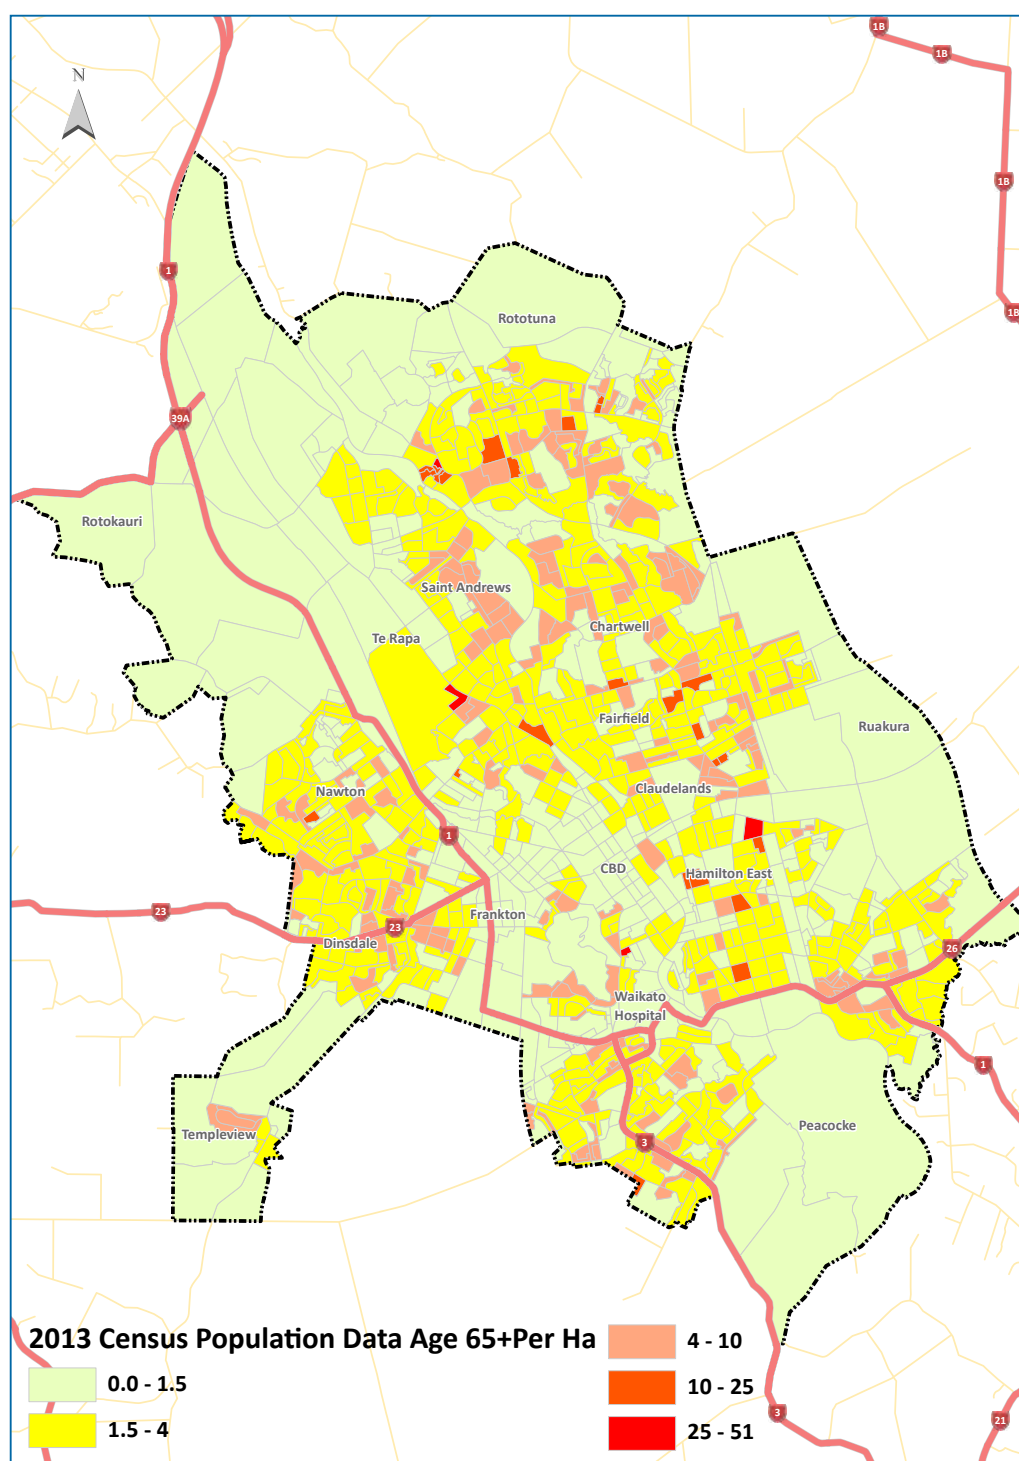 1B
1B
N
1B
1
1B
Rototuna
39A
Rotokauri
Saint Andrews
Chartwell
Te Rapa
Fairfield
Ruakura
Nawton
Claudelands
1
CBD
Hamilton East
23
Frankton
23
Dinsdale
26
Waikato
Hospital
1
Templeview
Peacocke
3
2013 Census Population Data Age 65+Per Ha
0.0 - 1.5
1.5 - 4
4 - 10
10 - 25
25 - 51
3
21